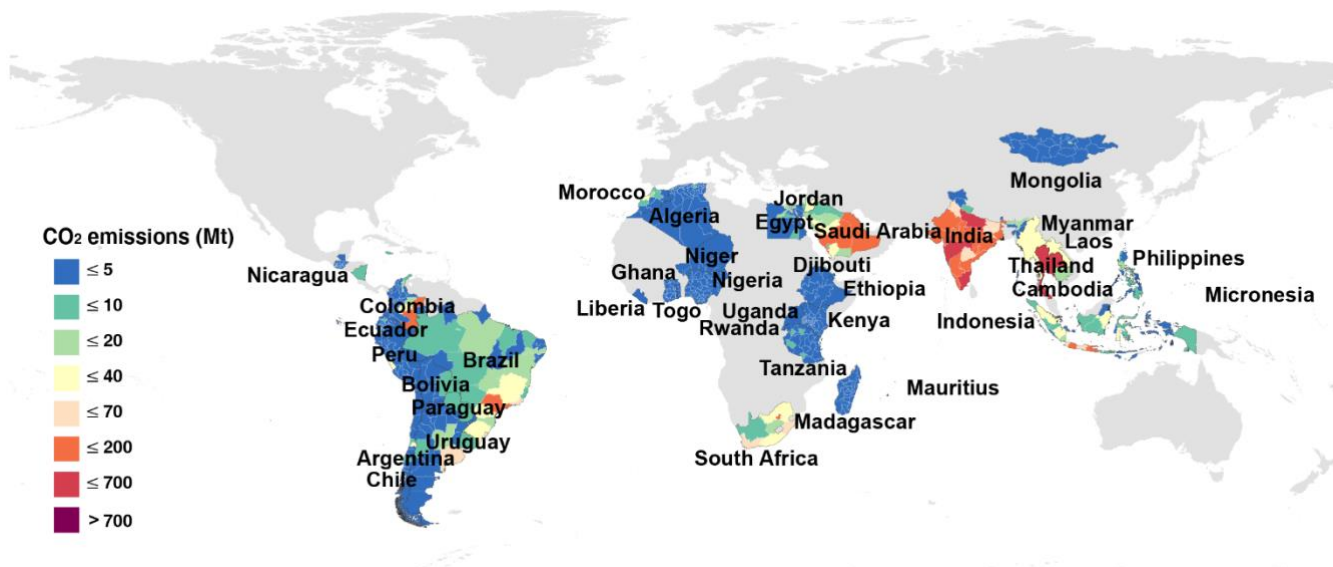 CO₂ emissions (Mt)
≤ 5
≤ 10
≤ 20
≤ 40
≤ 70
≤ 200
≤ 700
> 700
Nicaragua
Colombia
Ecuador
Peru
Brazil
Bolivia
Paraguay
Uruguay
Argentina
Chile
Morocco
Algeria
Niger
Ghana
Nigeria
Liberia
Togo
Jordan
Egypt
Saudi Arabia
Djibouti
Ethiopia
Uganda
Kenya
Rwanda
Tanzania
Mauritius
Madagascar
South Africa
Mongolia
India
Myanmar
Laos
Thailand
Cambodia
Philippines
Micronesia
Indonesia